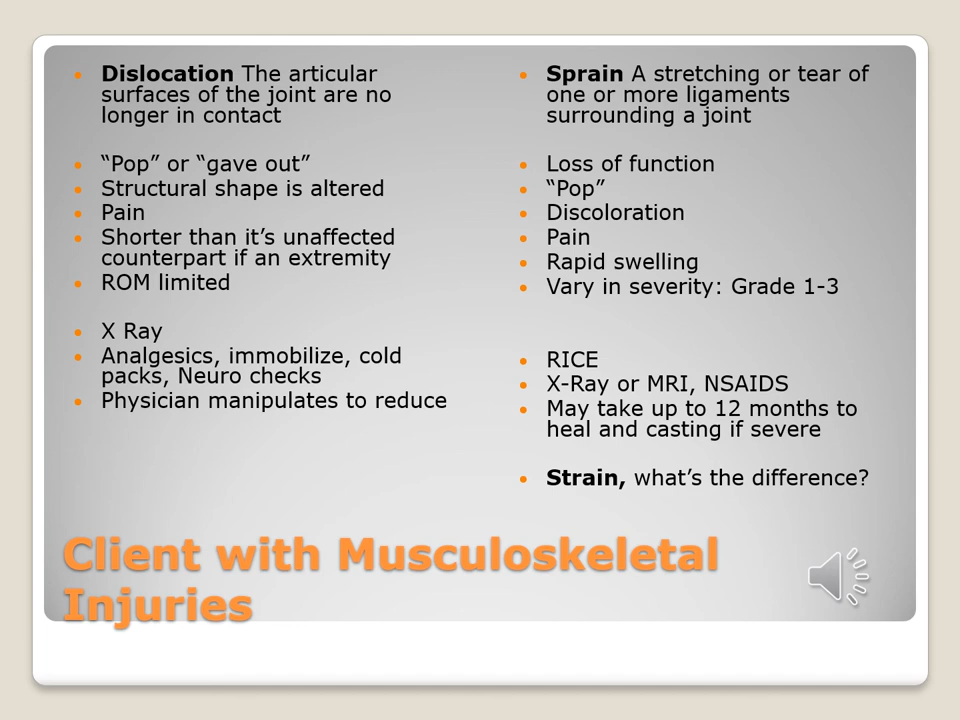 • Dislocation The articular
surfaces of the joint are no
longer in contact
• “Pop” or “gave out”
• Structural shape is altered
• Pain
• Shorter than it’s unaffected
counterpart if an extremity
• ROM limited
• X Ray
• Analgesics, immobilize, cold
packs, Neuro checks
• Physician manipulates to reduce
• Sprain A stretching or tear of
one or more ligaments
surrounding a joint
• Loss of function
• “Pop”
• Discoloration
• Pain
• Rapid swelling
• Vary in severity: Grade 1-3
• RICE
• X-Ray or MRI, NSAIDS
• May take up to 12 months to
heal and casting if severe
• Strain, what’s the difference?
Client with Musculoskeletal
Injuries